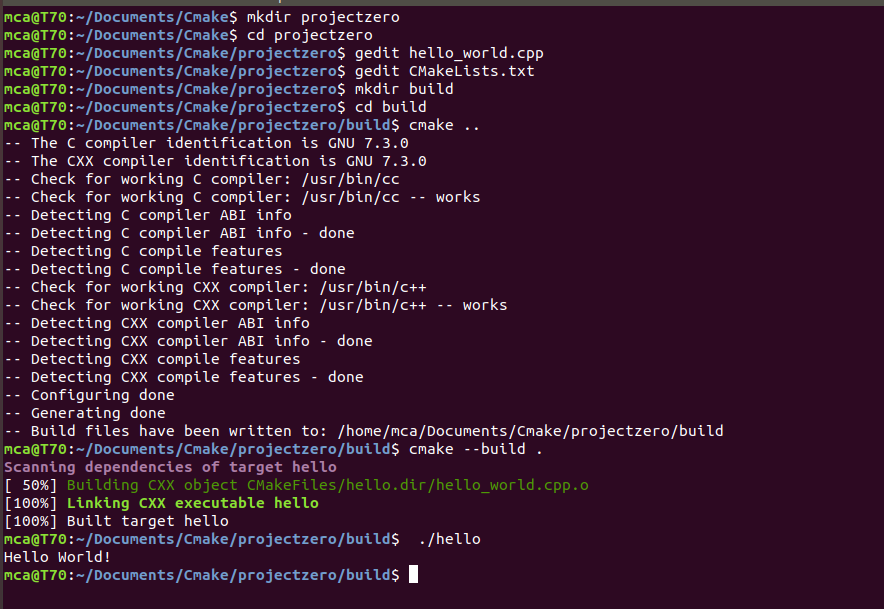 mca@T70:~/Documents/Cmake$ mkdir projectzero
mca@T70:~/Documents/Cmake$ cd projectzero
mca@T70:~/Documents/Cmake/projectzero$ gedit hello_world.cpp
mca@T70:~/Documents/Cmake/projectzero$ gedit CMakeLists.txt
mca@T70:~/Documents/Cmake/projectzero$ mkdir build
mca@T70:~/Documents/Cmake/projectzero$ cd build
mca@T70:~/Documents/Cmake/projectzero/build$ cmake ..
-- The C compiler identification is GNU 7.3.0
-- The CXX compiler identification is GNU 7.3.0
-- Check for working C compiler: /usr/bin/cc
-- Check for working C compiler: /usr/bin/cc -- works
-- Detecting C compiler ABI info
-- Detecting C compiler ABI info - done
-- Detecting C compile features
-- Detecting C compile features - done
-- Check for working CXX compiler: /usr/bin/c++
-- Check for working CXX compiler: /usr/bin/c++ -- works
-- Detecting CXX compiler ABI info
-- Detecting CXX compiler ABI info - done
-- Detecting CXX compile features
-- Detecting CXX compile features - done
-- Configuring done
-- Generating done
-- Build files have been written to: /home/mca/Documents/Cmake/projectzero/build
mca@T70:~/Documents/Cmake/projectzero/build$ cmake --build .
Scanning dependencies of target hello
[ 50%] Building CXX object CMakeFiles/hello.dir/hello_world.cpp.o
[100%] Linking CXX executable hello
[100%] Built target hello
mca@T70:~/Documents/Cmake/projectzero/build$  ./hello
Hello World!
mca@T70:~/Documents/Cmake/projectzero/build$